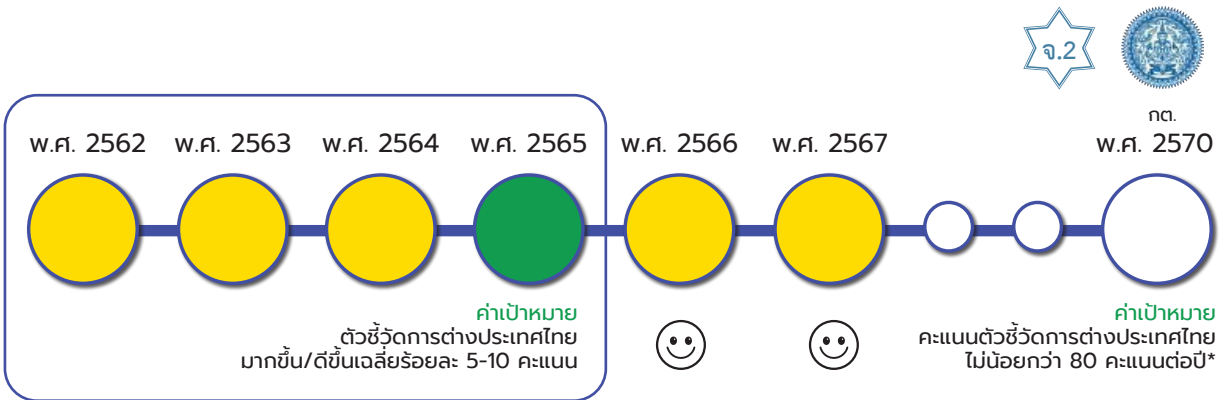 จ.2
กต.
พ.ศ. 2562 พ.ศ. 2563 พ.ศ. 2564 พ.ศ. 2565 พ.ศ. 2566 พ.ศ. 2567 พ.ศ. 2570
ค่าเป้าหมาย
ตัวชี้วัดการต่างประเทศไทย
มากขึ้น/ดีขึ้นเฉลี่ยร้อยละ 5-10 คะแนน
ค่าเป้าหมาย
คะแนนตัวชี้วัดการต่างประเทศไทย
ไม่น้อยกว่า 80 คะแนนต่อปี*